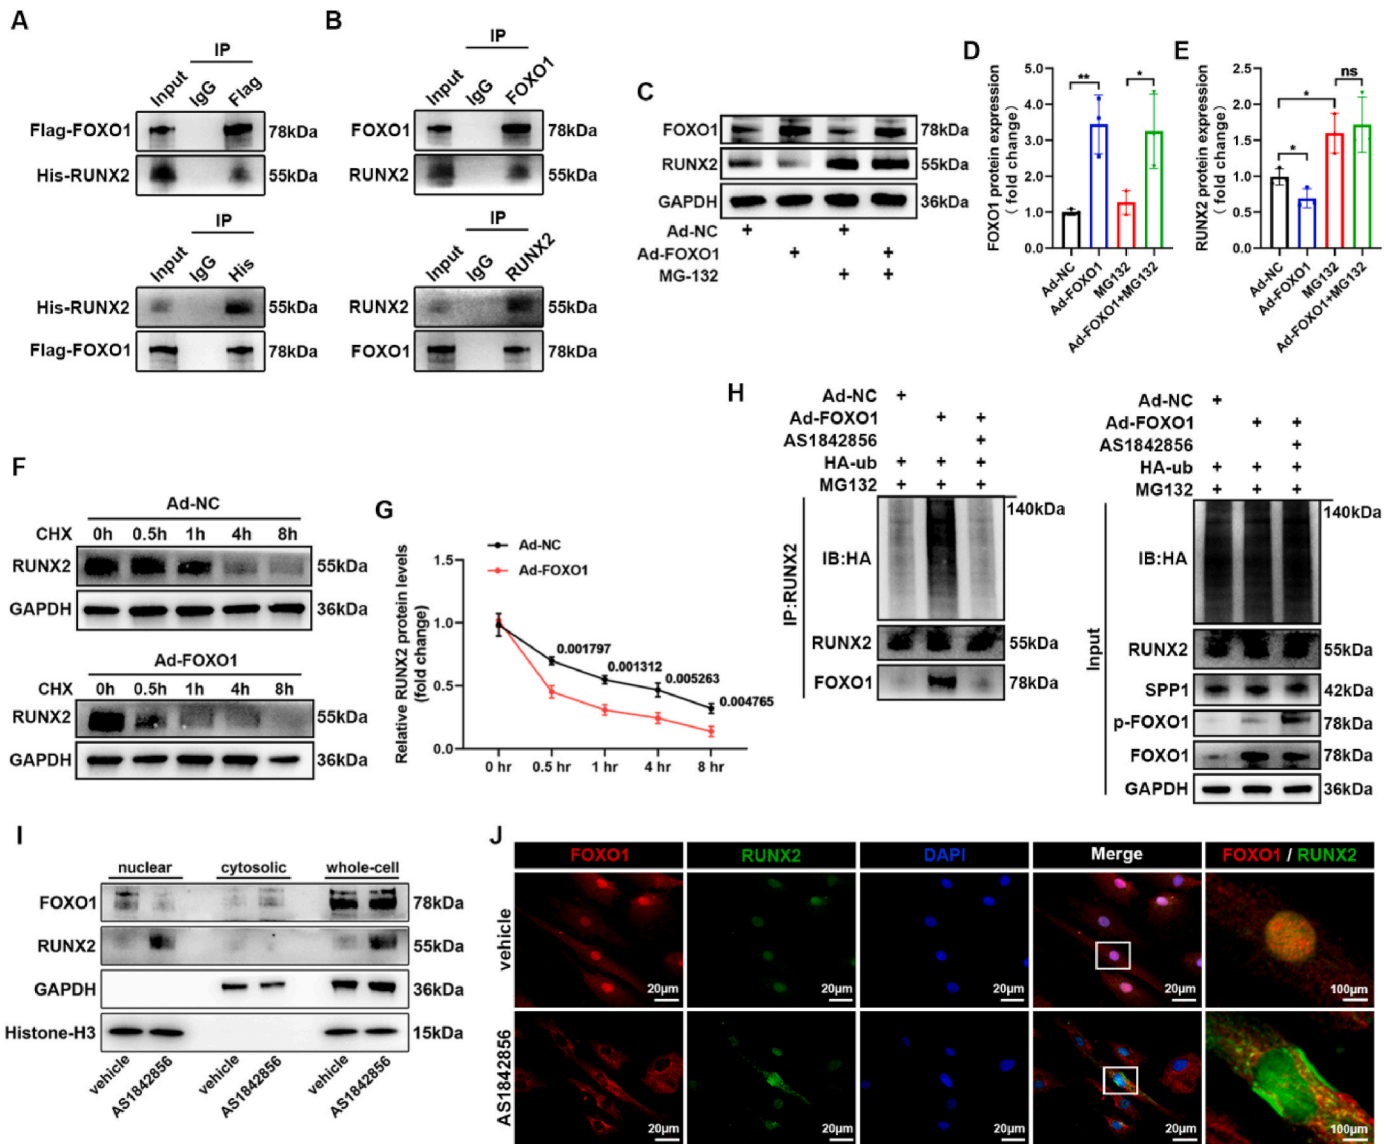 A
IP
Input IgG Flag
Flag-FOXO1 78kDa
His-RUNX2 55kDa
IP
Input IgG His
His-RUNX2 55kDa
Flag-FOXO1 78kDa
B
IP
Input IgG FOXO1
FOXO1 78kDa
RUNX2 55kDa
IP
Input IgG RUNX2
RUNX2 55kDa
FOXO1 78kDa
C
FOXO1 78kDa
RUNX2 55kDa
GAPDH 36kDa
Ad-NC + +
Ad-FOXO1 + +
MG-132 + +
D
FOXO1 protein expression
( fold change)
5.0
4.0
3.0
2.0
1.0
0.0
** *
Ad-NC
Ad-FOXO1
MG132
Ad-FOXO1+MG132
E
RUNX2 protein expression
( fold change)
2.5
2.0
1.5
1.0
0.5
0.0
ns
*
*
Ad-NC
Ad-FOXO1
MG132
Ad-FOXO1+MG132
F
Ad-NC
CHX 0h 0.5h 1h 4h 8h
RUNX2 55kDa
GAPDH 36kDa
Ad-FOXO1
CHX 0h 0.5h 1h 4h 8h
RUNX2 55kDa
GAPDH 36kDa
G
Relative RUNX2 protein levels
(fold change)
1.5
1.0
0.5
0.0
Ad-NC
Ad-FOXO1
0.001797
0.001312
0.005263
0.004765
0 hr 0.5 hr 1 hr 4 hr 8 hr
H
Ad-NC +
Ad-FOXO1 + +
AS1842856 +
HA-ub + + +
MG132 + + +
IP:RUNX2
140kDa
IB:HA
RUNX2 55kDa
FOXO1 78kDa
Ad-NC +
Ad-FOXO1 + +
AS1842856 +
HA-ub + + +
MG132 + + +
Input
140kDa
IB:HA
RUNX2 55kDa
SPP1 42kDa
p-FOXO1 78kDa
FOXO1 78kDa
GAPDH 36kDa
I
nuclear cytosolic whole-cell
FOXO1 78kDa
RUNX2 55kDa
GAPDH 36kDa
Histone-H3 15kDa
vehicle AS1842856 vehicle AS1842856 vehicle AS1842856
J
FOXO1 RUNX2 DAPI Merge FOXO1 / RUNX2
vehicle
20μm 20μm 20μm 20μm 100μm
AS1842856
20μm 20μm 20μm 20μm 100μm